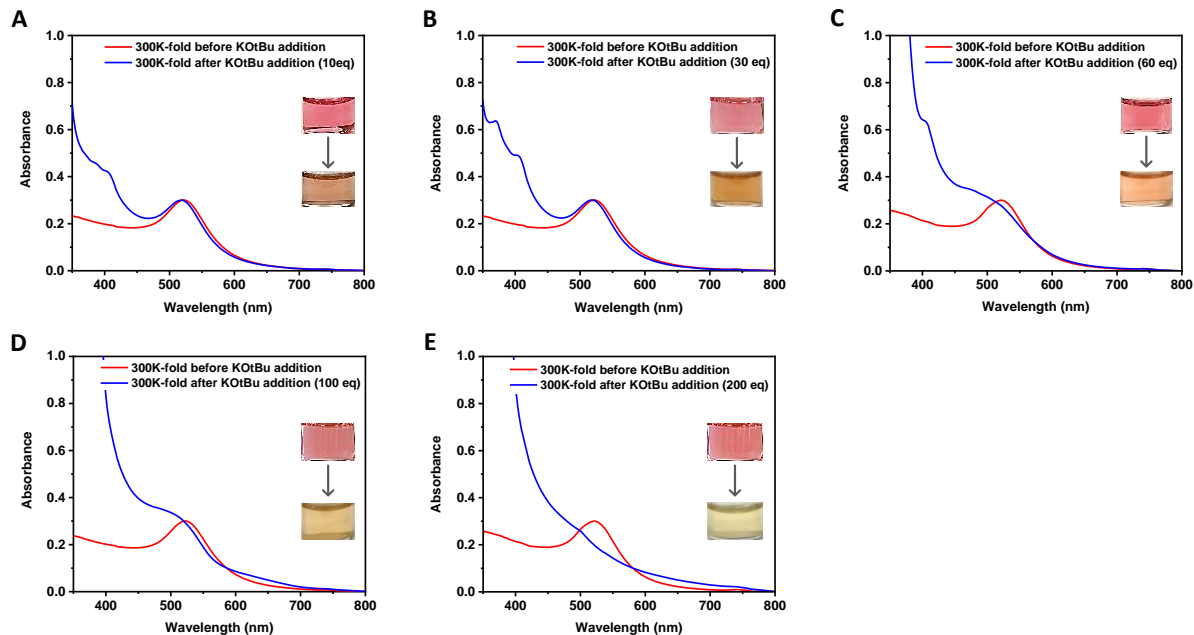 A
300K-fold before KOtBu addition
300K-fold after KOtBu addition (10eq)
Absorbance
1.0
0.8
0.6
0.4
0.2
0.0
400 500 600 700 800
Wavelength (nm)
B
300K-fold before KOtBu addition
300K-fold after KOtBu addition (30 eq)
Absorbance
1.0
0.8
0.6
0.4
0.2
0.0
400 500 600 700 800
Wavelength (nm)
C
300K-fold before KOtBu addition
300K-fold after KOtBu addition (60 eq)
Absorbance
1.0
0.8
0.6
0.4
0.2
0.0
400 500 600 700 800
Wavelength (nm)
D
300K-fold before KOtBu addition
300K-fold after KOtBu addition (100 eq)
Absorbance
1.0
0.8
0.6
0.4
0.2
0.0
400 500 600 700 800
Wavelength (nm)
E
300K-fold before KOtBu addition
300K-fold after KOtBu addition (200 eq)
Absorbance
1.0
0.8
0.6
0.4
0.2
0.0
400 500 600 700 800
Wavelength (nm)